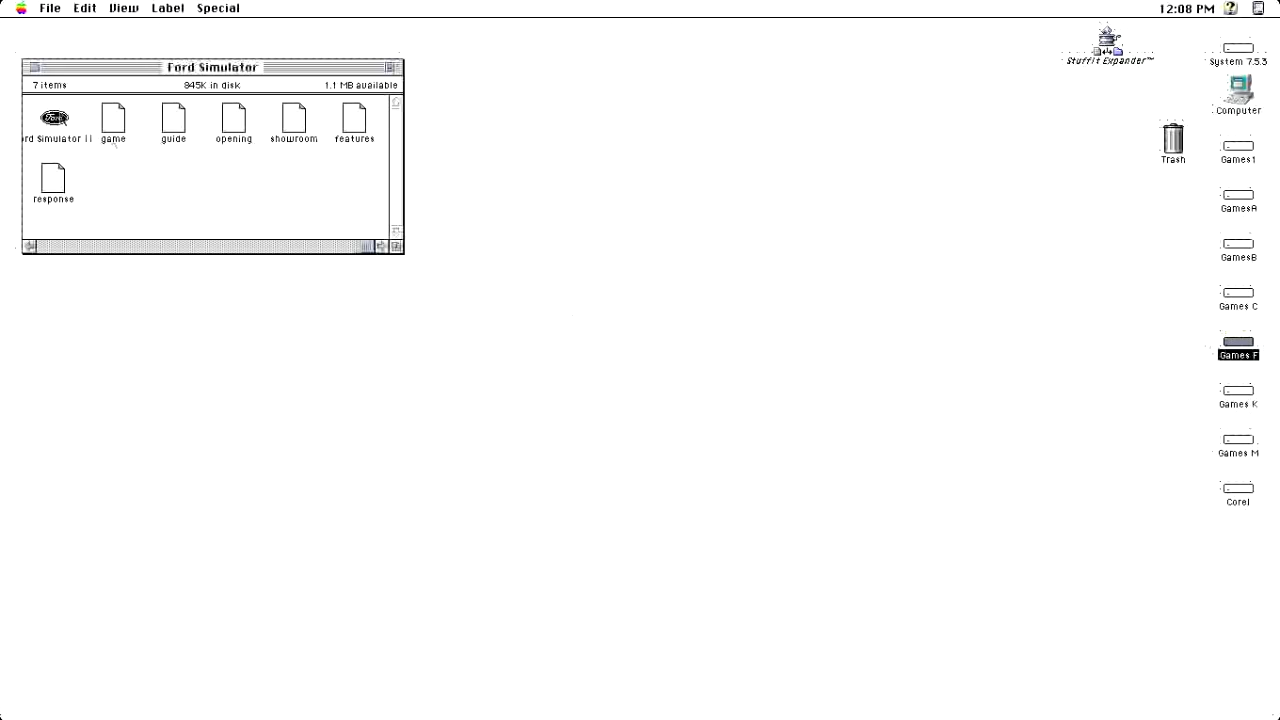 File Edit View Label Special 12:08 PM
StuffIt Expander™
System 7.5.3
Ford Simulator
7 items 845K in disk 1.1 MB available
Computer
rd Simulator II game guide opening showroom features
Trash
Games1
response
GamesA
GamesB
Games C
Games F
Games K
Games M
Corel